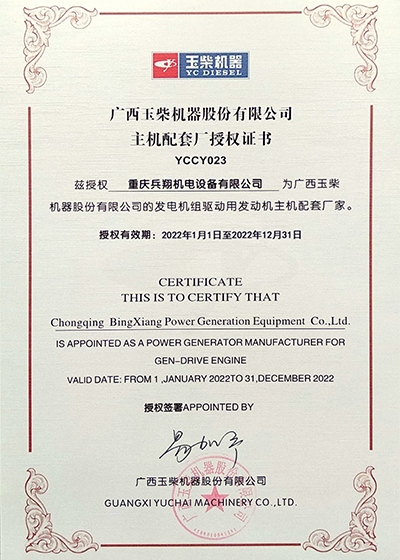 玉柴机器
YC DIESEL
广西玉柴机器股份有限公司
主机配套厂授权证书
YCCY023
兹授权 重庆兵翔机电设备有限公司 为广西玉柴
机器股份有限公司的发电机组驱动用发动机主机配套厂家。
授权有效期：2022年1月1日至2022年12月31日
CERTIFICATE
THIS IS TO CERTIFY THAT
Chongqing BingXiang Power Generation Equipment Co.,Ltd.
IS APPOINTED AS A POWER GENERATOR MANUFACTURER FOR
GEN-DRIVE ENGINE
VALID DATE: FROM 1 ,JANUARY 2022TO 31,DECEMBER 2022
授权签署APPOINTED BY
广西玉柴机器股份有限公司
GUANGXI YUCHAI MACHINERY CO.,LTD.